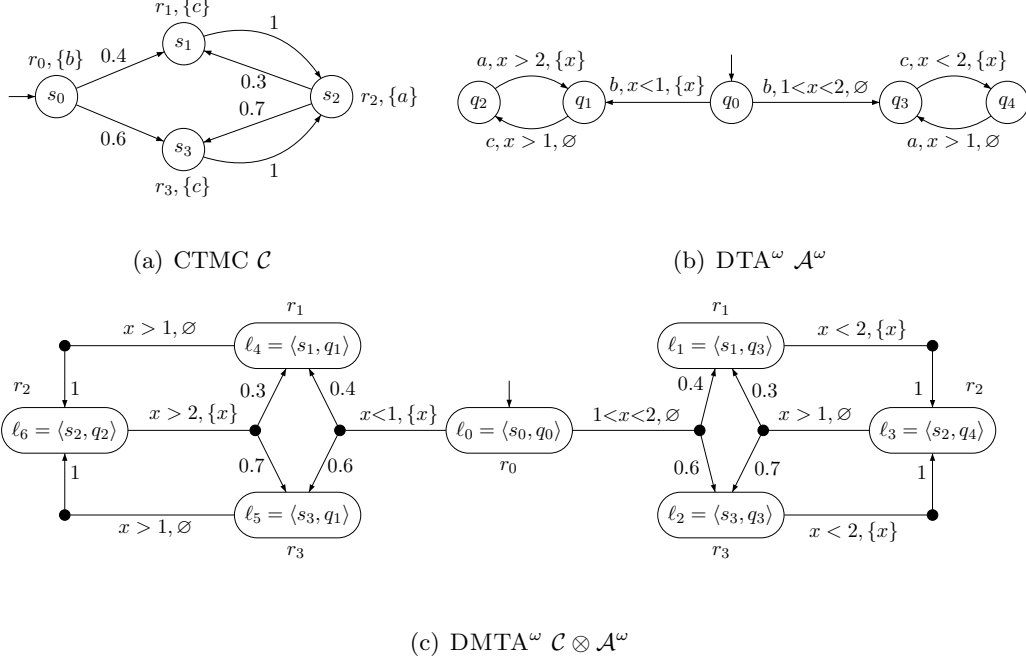 r₁, {c}
1
r₀, {b}
s₁
0.4
s₀
0.3
s₂
r₂, {a}
0.7
0.6
s₃
1
r₃, {c}
(a) CTMC 𝒞
a, x > 2, {x}
c, x < 2, {x}
q₂
q₁
b, x<1, {x}
q₀
b, 1<x<2, ∅
q₃
q₄
c, x > 1, ∅
a, x > 1, ∅
(b) DTA^ω 𝒜^ω
r₁
r₁
x > 1, ∅
ℓ₄ = ⟨s₁, q₁⟩
ℓ₁ = ⟨s₁, q₃⟩
x < 2, {x}
r₂
1
0.3
0.4
0.4
0.3
1
r₂
ℓ₆ = ⟨s₂, q₂⟩
x > 2, {x}
x<1, {x}
ℓ₀ = ⟨s₀, q₀⟩
1<x<2, ∅
x > 1, ∅
ℓ₃ = ⟨s₂, q₄⟩
r₀
1
0.7
0.6
0.6
0.7
1
x > 1, ∅
ℓ₅ = ⟨s₃, q₁⟩
ℓ₂ = ⟨s₃, q₃⟩
x < 2, {x}
r₃
r₃
(c) DMTA^ω 𝒞 ⊗ 𝒜^ω